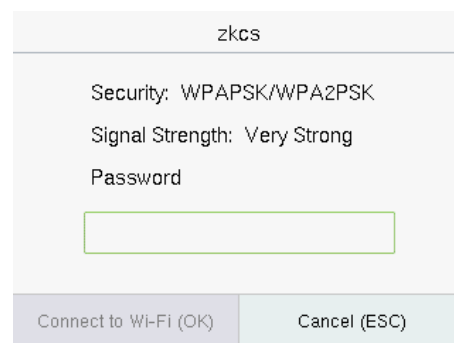 zkcs
Security: WPAPSK/WPA2PSK
Signal Strength: Very Strong
Password
Connect to Wi-Fi (OK)
Cancel (ESC)